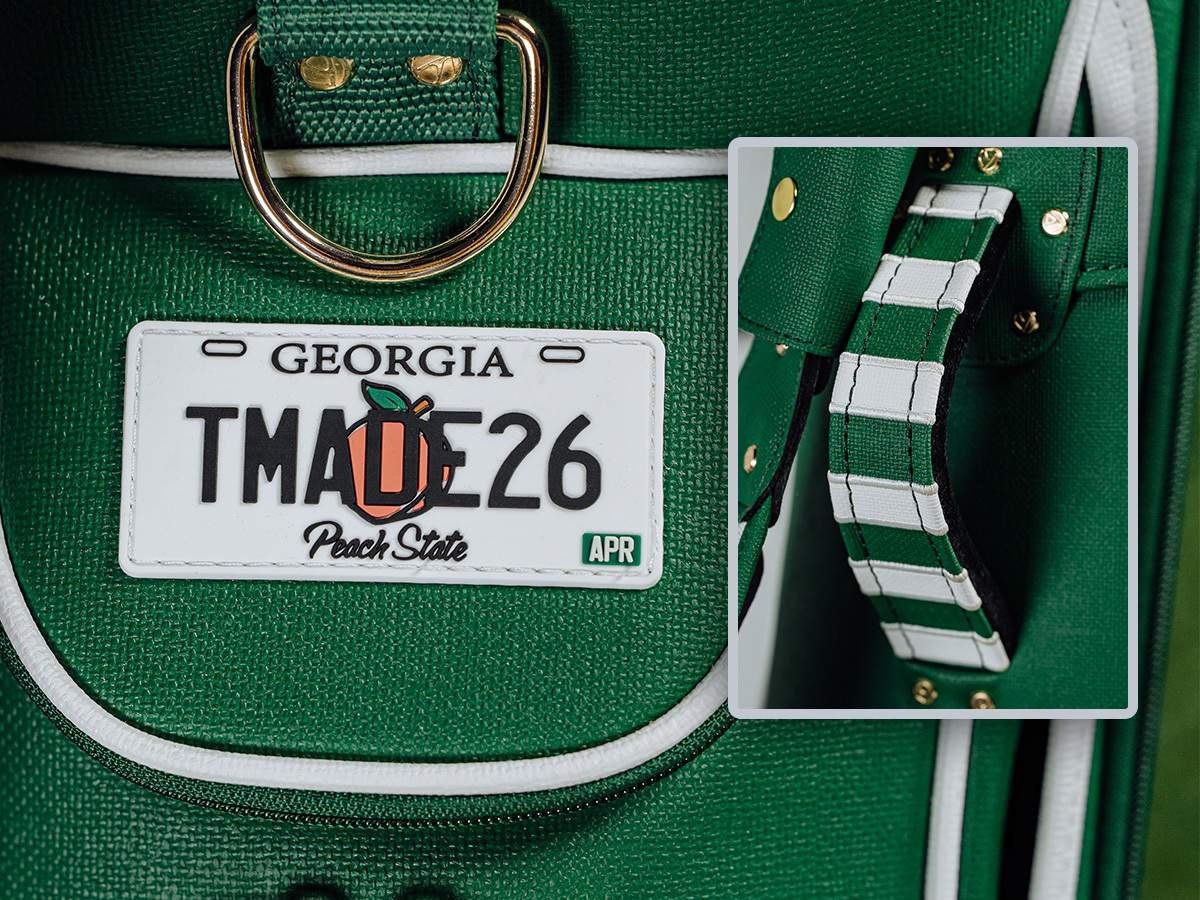 GEORGIA
TMADE26
Peach State
APR